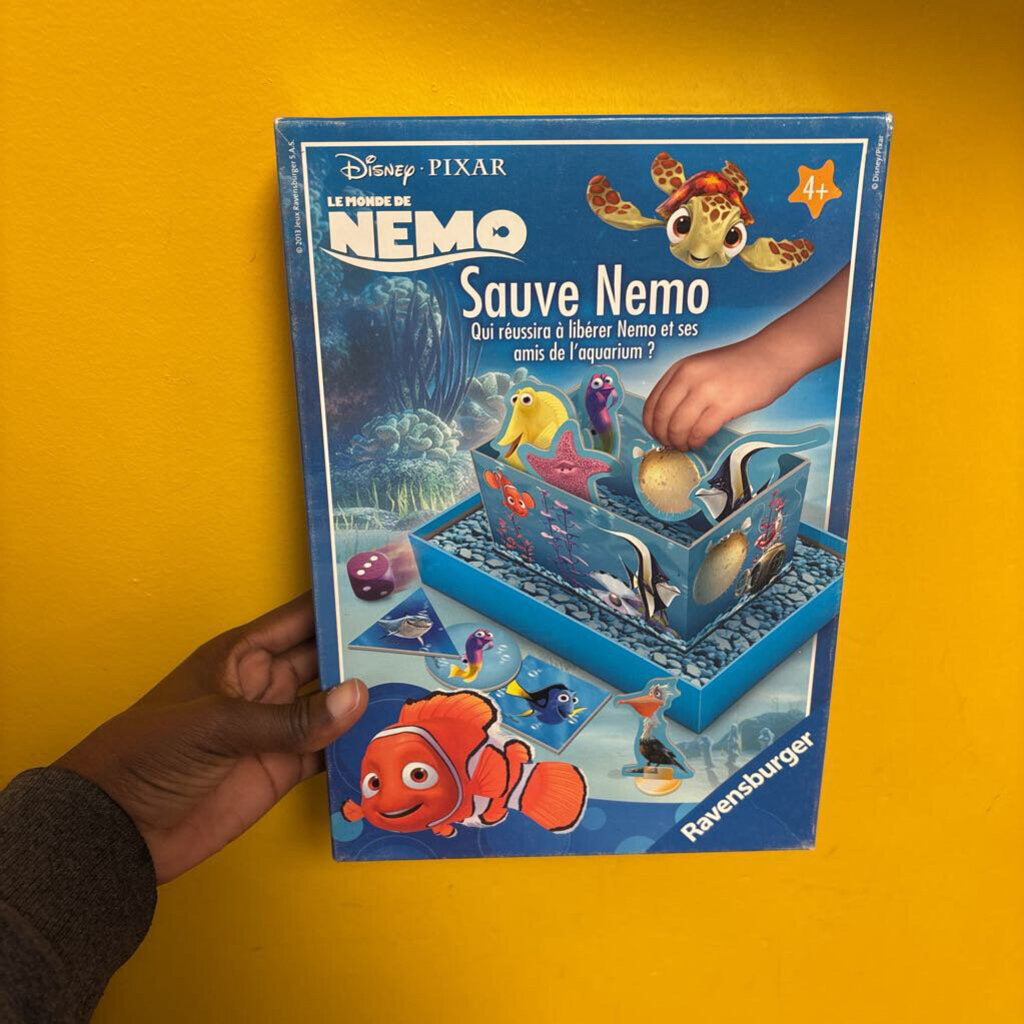 Disney · PIXAR
LE MONDE DE
NEMO
4+
Sauve Nemo
Qui réussira à libérer Nemo et ses
amis de l'aquarium ?
Ravensburger
© 2013 Jeux Ravensburger S.A.S.
© Disney/Pixar